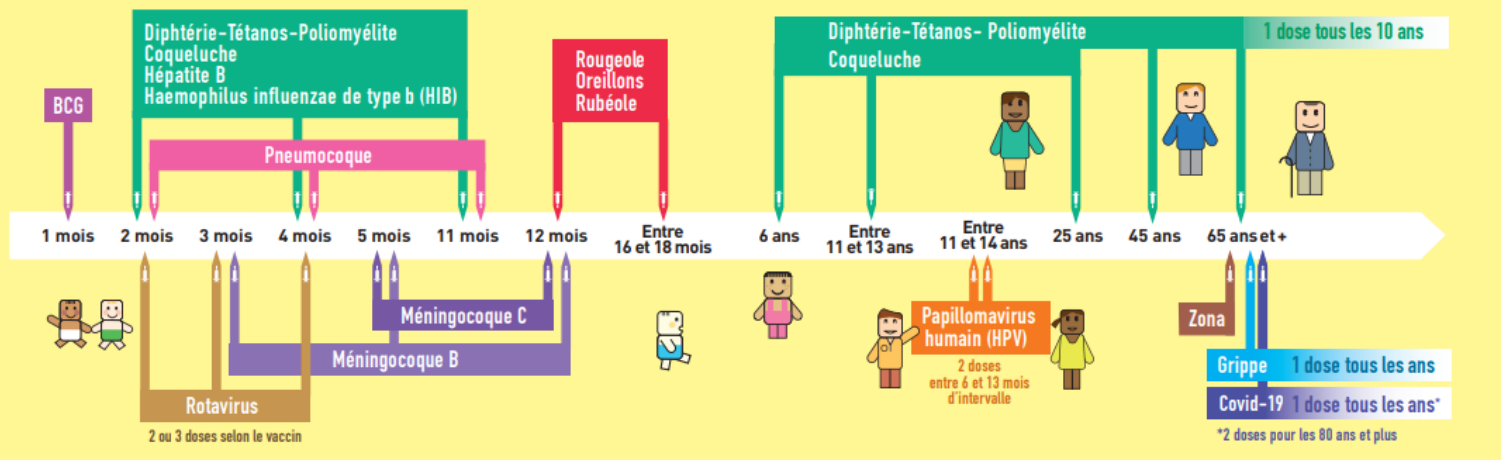 BCG
Diphtérie-Tétanos-Poliomyélite
Coqueluche
Hépatite B
Haemophilus influenzae de type b (HIB)
Pneumocoque
Rougeole
Oreillons
Rubéole
Diphtérie-Tétanos- Poliomyélite
Coqueluche
1 dose tous les 10 ans
1 mois
2 mois
3 mois
4 mois
5 mois
11 mois
12 mois
Entre
16 et 18 mois
6 ans
Entre
11 et 13 ans
Entre
11 et 14 ans
25 ans
45 ans
65 ans et +
Méningocoque C
Méningocoque B
Rotavirus
2 ou 3 doses selon le vaccin
Papillomavirus
humain (HPV)
2 doses
entre 6 et 13 mois
d'intervalle
Zona
Grippe 1 dose tous les ans
Covid-19 1 dose tous les ans*
*2 doses pour les 80 ans et plus